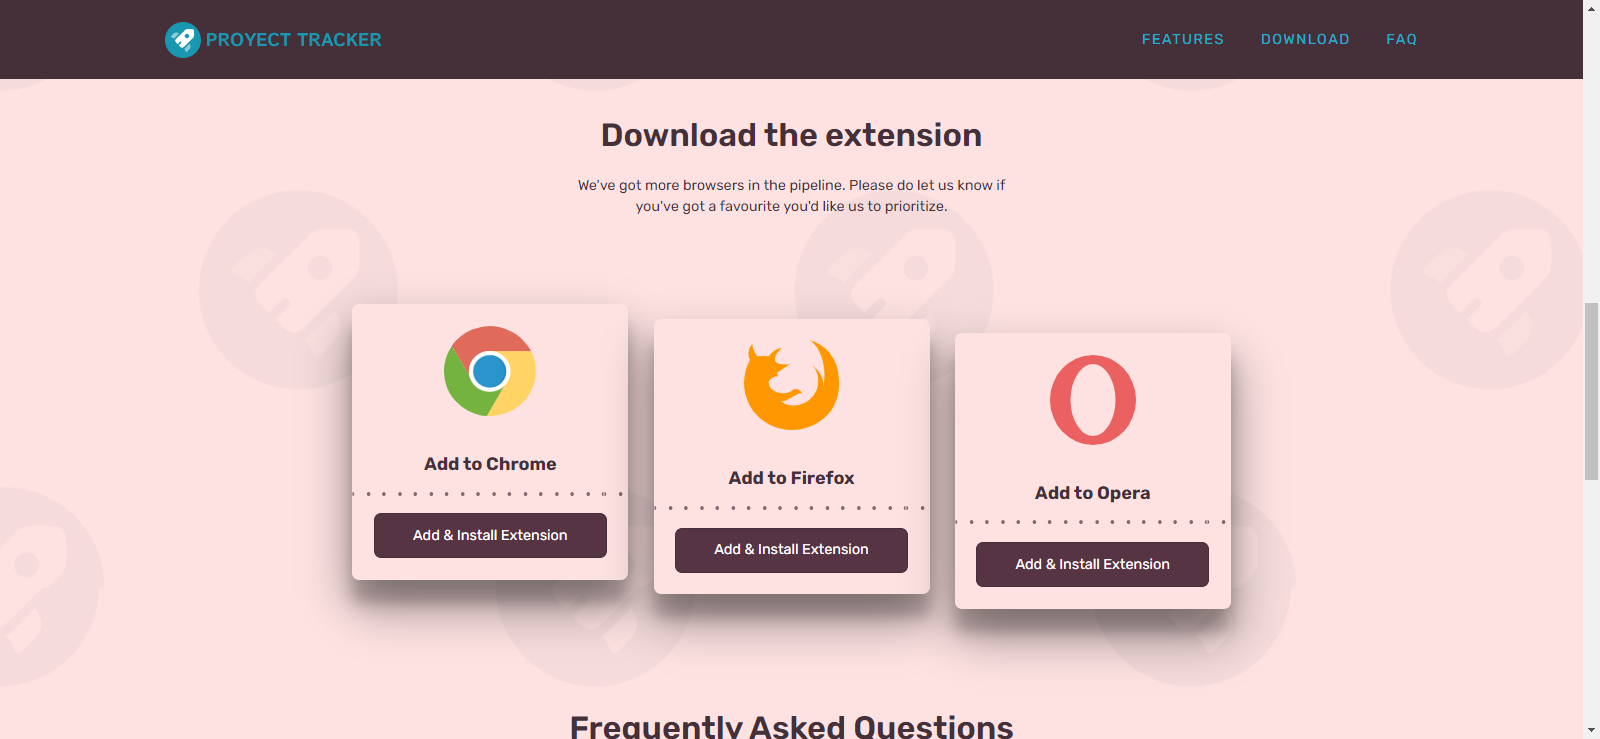 PROYECT TRACKER
FEATURES
DOWNLOAD
FAQ
Download the extension
We've got more browsers in the pipeline. Please do let us know if
you've got a favourite you'd like us to prioritize.
Add to Chrome
Add & Install Extension
Add to Firefox
Add & Install Extension
Add to Opera
Add & Install Extension
Frequently Asked Questions